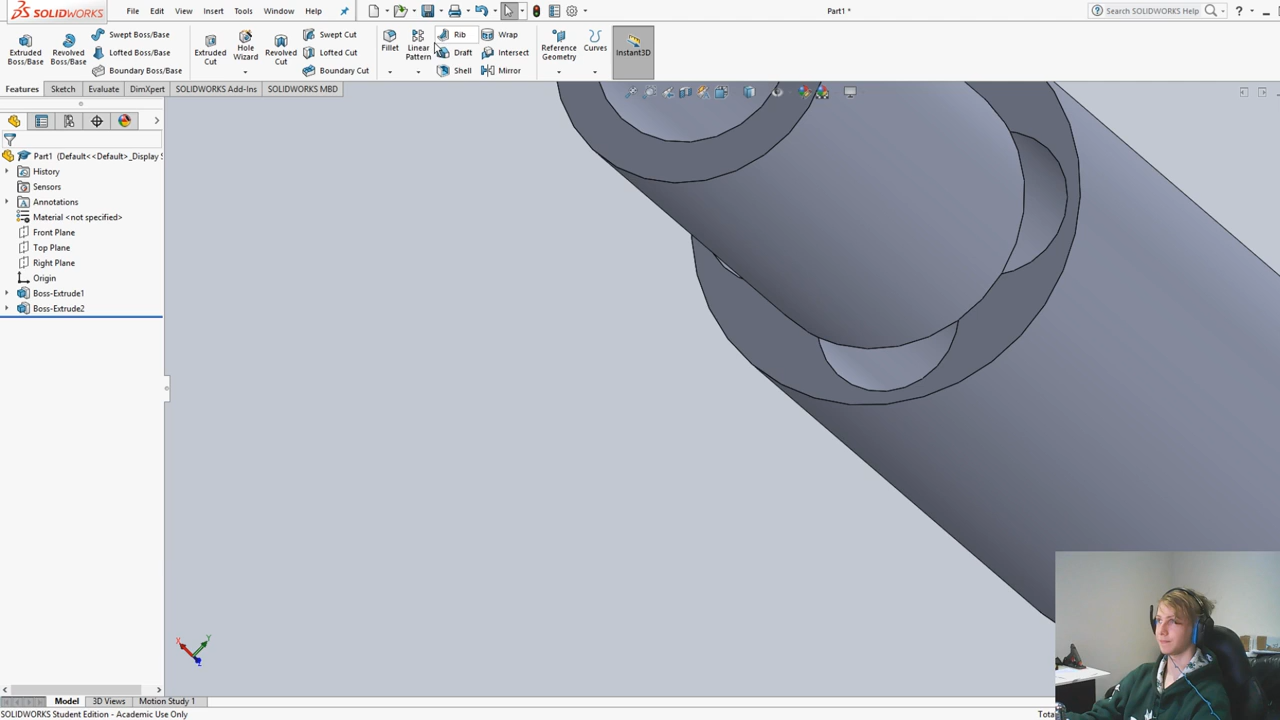 SOLIDWORKS File Edit View Insert Tools Window Help Part1 * Search SOLIDWORKS Help ?
Extruded Boss/Base
Revolved Boss/Base
Swept Boss/Base
Lofted Boss/Base
Boundary Boss/Base
Extruded Cut
Hole Wizard
Revolved Cut
Swept Cut
Lofted Cut
Boundary Cut
Fillet
Linear Pattern
Rib
Draft
Shell
Wrap
Intersect
Mirror
Reference Geometry
Curves
Instant3D
Features Sketch Evaluate DimXpert SOLIDWORKS Add-Ins SOLIDWORKS MBD
Part1 (Default<<Default>_Display S
History
Sensors
Annotations
Material <not specified>
Front Plane
Top Plane
Right Plane
Origin
Boss-Extrude1
Boss-Extrude2
X Y Z
Model 3D Views Motion Study 1
SOLIDWORKS Student Edition - Academic Use Only Tota